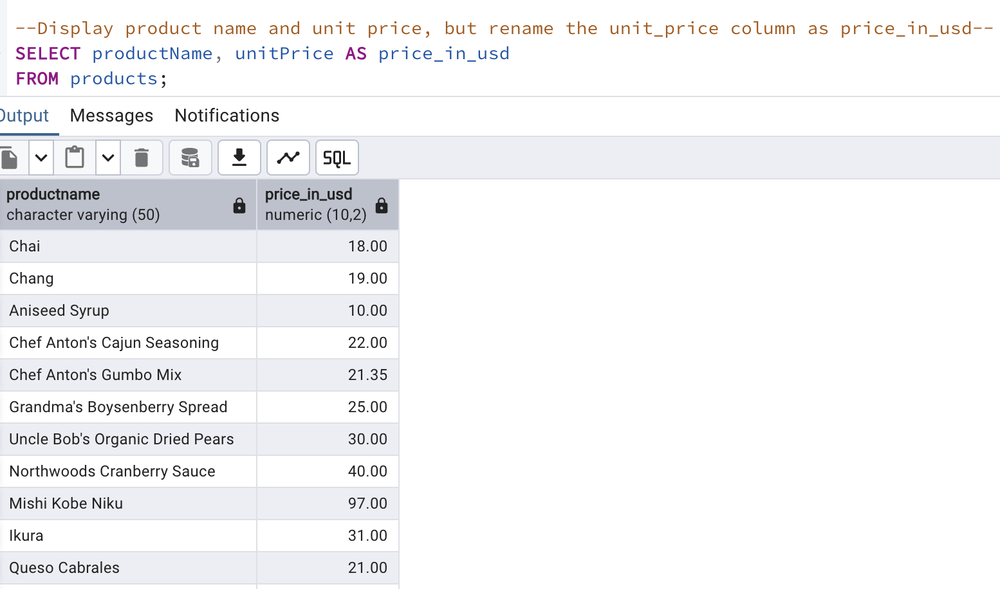 --Display product name and unit price, but rename the unit_price column as price_in_usd--
SELECT productName, unitPrice AS price_in_usd
FROM products;
Output Messages Notifications
SQL
productname price_in_usd
character varying (50) numeric (10,2)
Chai 18.00
Chang 19.00
Aniseed Syrup 10.00
Chef Anton's Cajun Seasoning 22.00
Chef Anton's Gumbo Mix 21.35
Grandma's Boysenberry Spread 25.00
Uncle Bob's Organic Dried Pears 30.00
Northwoods Cranberry Sauce 40.00
Mishi Kobe Niku 97.00
Ikura 31.00
Queso Cabrales 21.00